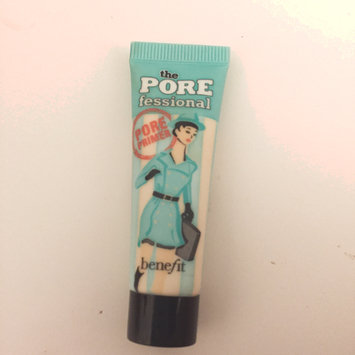 the
PORE
fessional
PORE
PRIMER
benefit